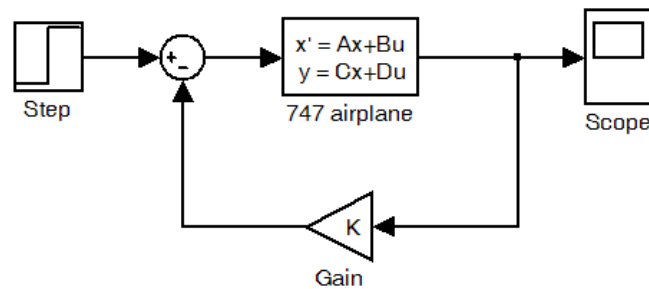 x' = Ax+Bu
+
−
y = Cx+Du
Step
747 airplane
Scope
K
Gain